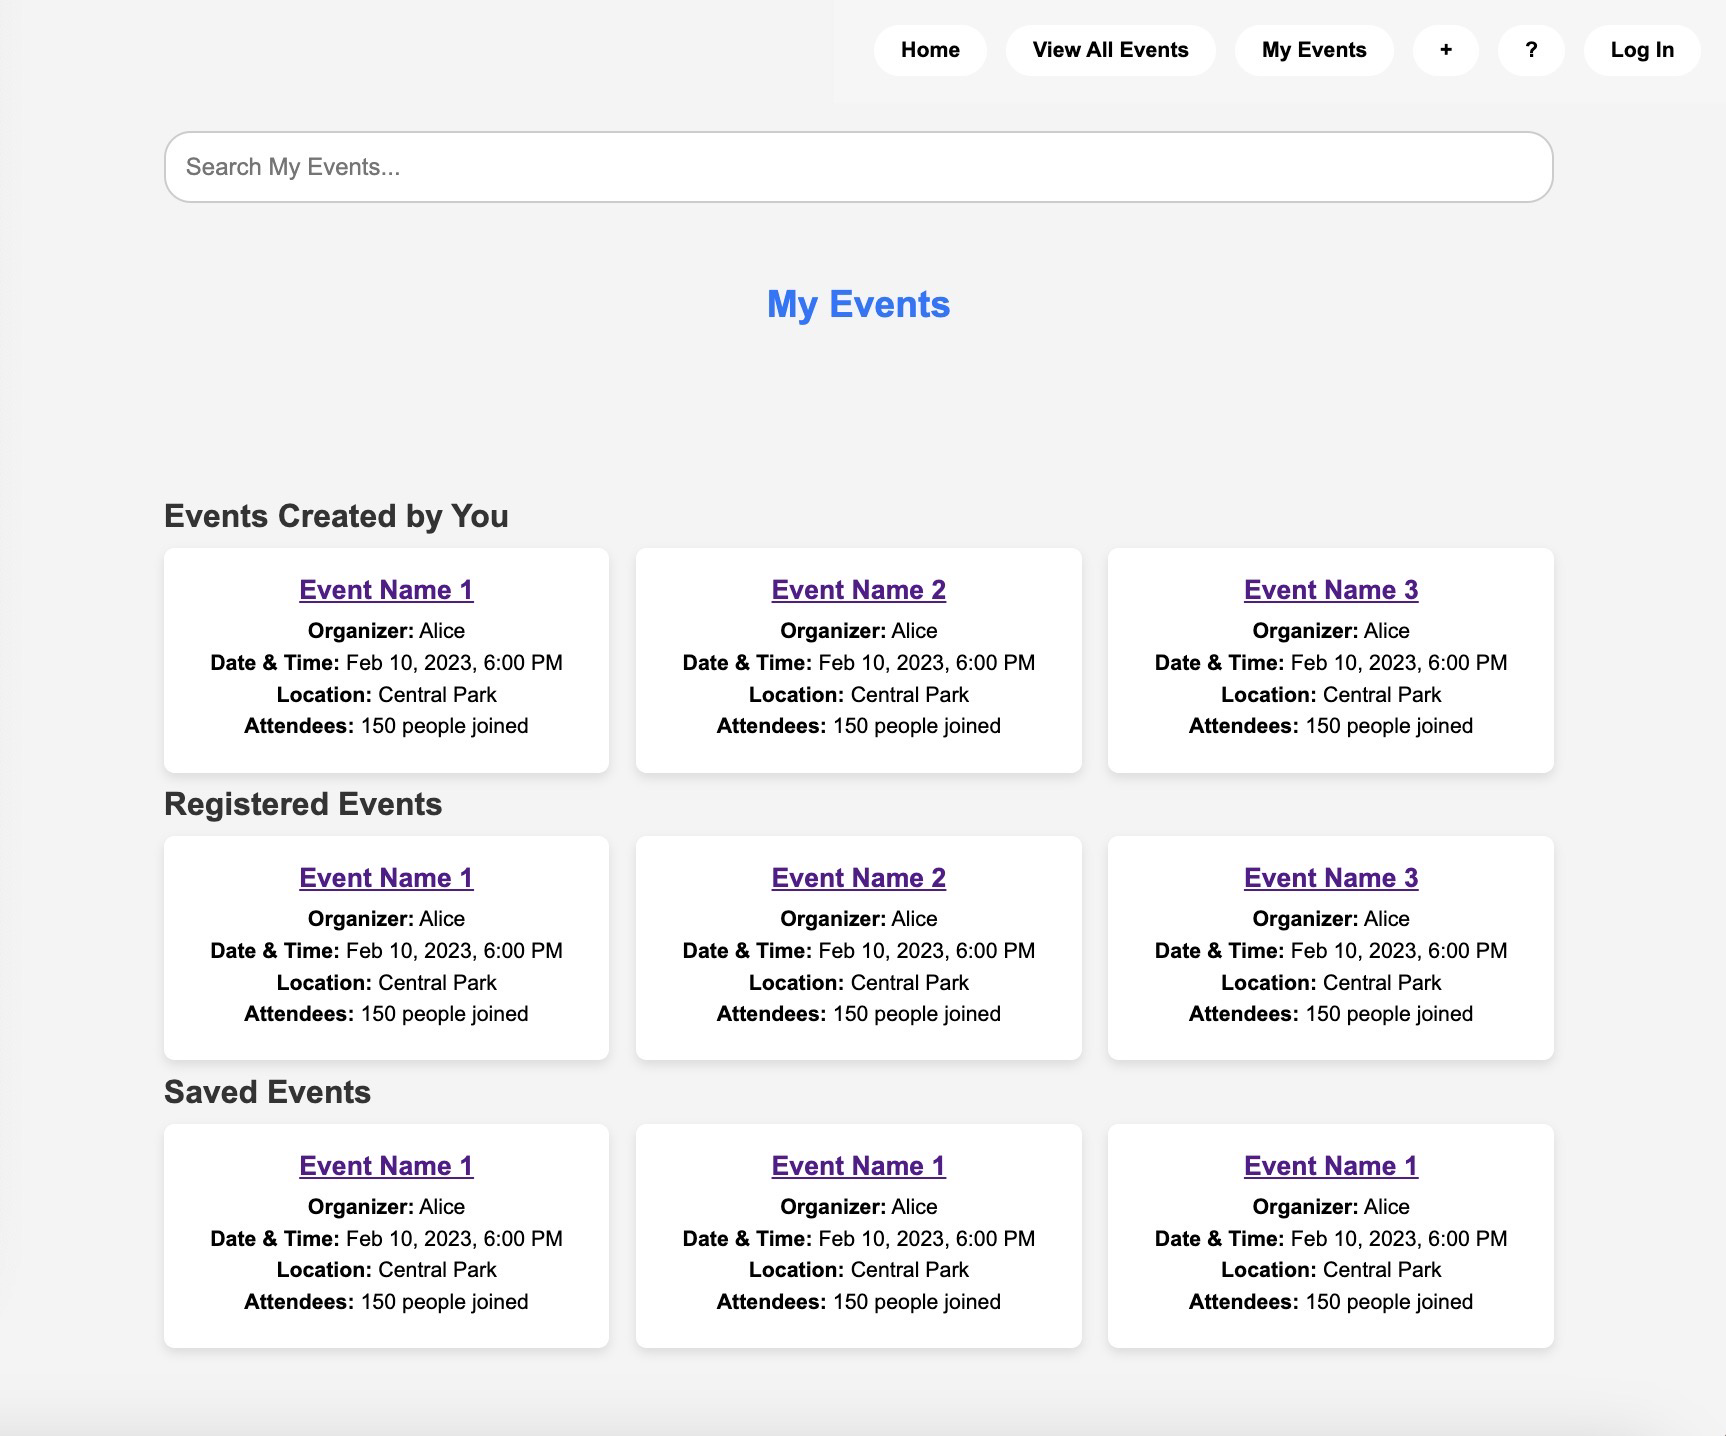 Home View All Events My Events + ? Log In
Search My Events...
My Events
Events Created by You
Event Name 1 Event Name 2 Event Name 3
Organizer: Alice Organizer: Alice Organizer: Alice
Date & Time: Feb 10, 2023, 6:00 PM Date & Time: Feb 10, 2023, 6:00 PM Date & Time: Feb 10, 2023, 6:00 PM
Location: Central Park Location: Central Park Location: Central Park
Attendees: 150 people joined Attendees: 150 people joined Attendees: 150 people joined
Registered Events
Event Name 1 Event Name 2 Event Name 3
Organizer: Alice Organizer: Alice Organizer: Alice
Date & Time: Feb 10, 2023, 6:00 PM Date & Time: Feb 10, 2023, 6:00 PM Date & Time: Feb 10, 2023, 6:00 PM
Location: Central Park Location: Central Park Location: Central Park
Attendees: 150 people joined Attendees: 150 people joined Attendees: 150 people joined
Saved Events
Event Name 1 Event Name 1 Event Name 1
Organizer: Alice Organizer: Alice Organizer: Alice
Date & Time: Feb 10, 2023, 6:00 PM Date & Time: Feb 10, 2023, 6:00 PM Date & Time: Feb 10, 2023, 6:00 PM
Location: Central Park Location: Central Park Location: Central Park
Attendees: 150 people joined Attendees: 150 people joined Attendees: 150 people joined